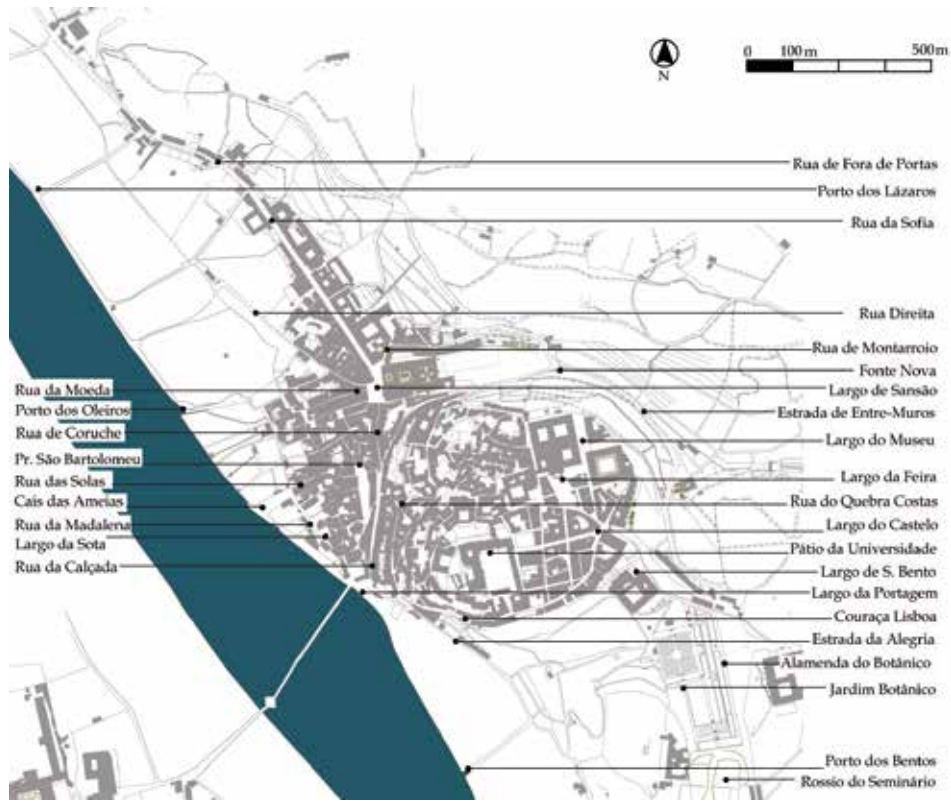 0 100 m 500 m
N
Rua de Fora de Portas
Porto dos Lázaros
Rua da Sofia
Rua Direita
Rua de Montarroio
Fonte Nova
Largo de Sansão
Estrada de Entre-Muros
Largo do Museu
Largo da Feira
Rua do Quebra Costas
Largo do Castelo
Pátio da Universidade
Largo de S. Bento
Largo da Portagem
Couraça Lisboa
Estrada da Alegria
Alamenda do Botânico
Jardim Botânico
Porto dos Bentos
Rossio do Seminário
Rua da Moeda
Porto dos Oleiros
Rua de Coruche
Pr. São Bartolomeu
Rua das Solas
Cais das Ameias
Rua da Madalena
Largo da Sota
Rua da Calçada